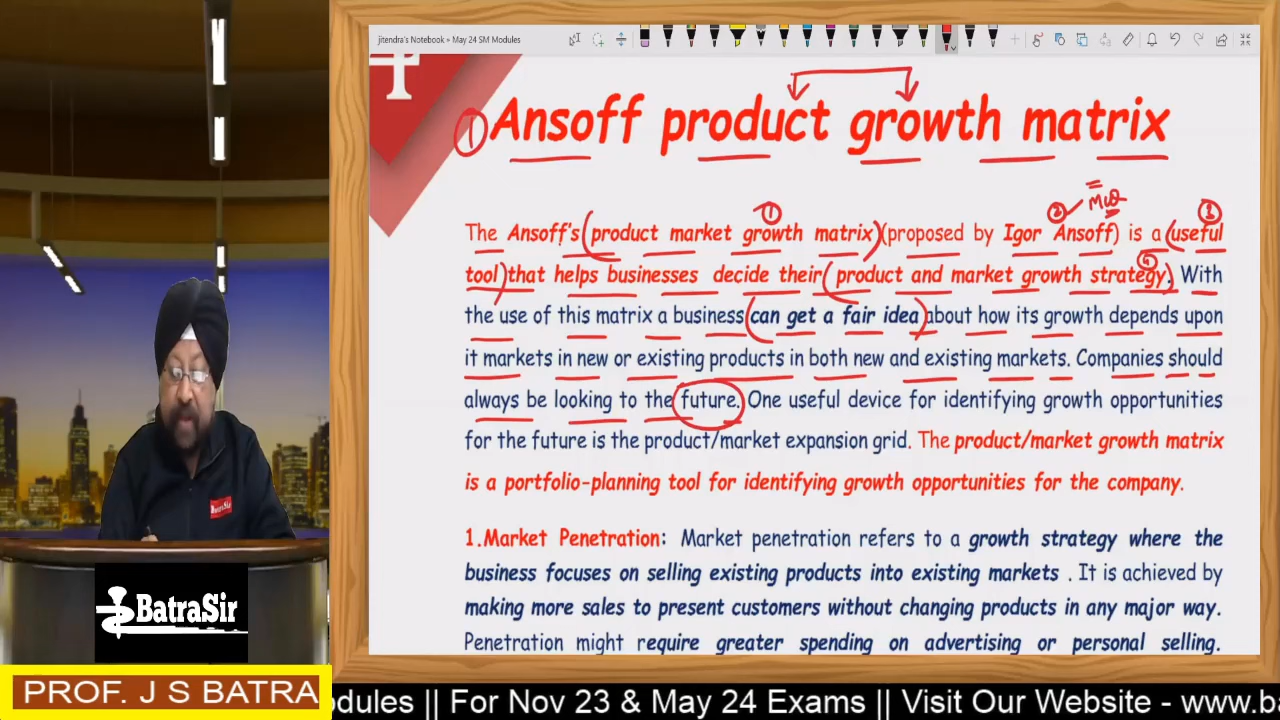 jitendra's Notebook » May 24 SM Modules
① Ansoff product growth matrix
① ② MCQ ③
The Ansoff's (product market growth matrix) (proposed by Igor Ansoff) is a (useful
tool) that helps businesses decide their (product and market growth strategy). With
the use of this matrix a business (can get a fair idea) about how its growth depends upon
it markets in new or existing products in both new and existing markets. Companies should
always be looking to the future. One useful device for identifying growth opportunities
for the future is the product/market expansion grid. The product/market growth matrix
is a portfolio-planning tool for identifying growth opportunities for the company.
1.Market Penetration: Market penetration refers to a growth strategy where the
business focuses on selling existing products into existing markets . It is achieved by
making more sales to present customers without changing products in any major way.
Penetration might require greater spending on advertising or personal selling.
BatraSir
BatraSir
PROF. J S BATRA
odules || For Nov 23 & May 24 Exams || Visit Our Website - www.ba